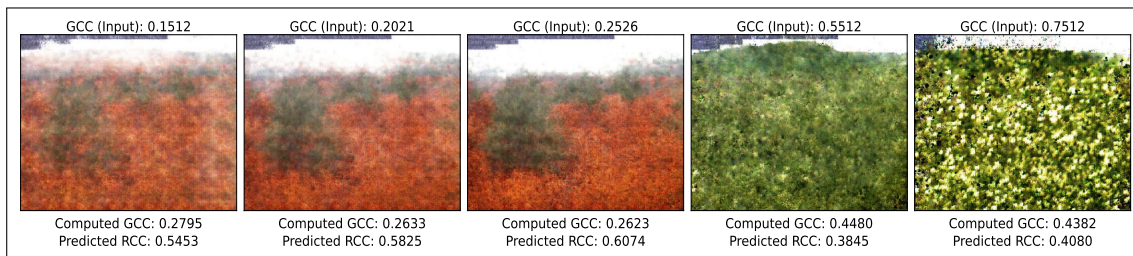 GCC (Input): 0.1512
GCC (Input): 0.2021
GCC (Input): 0.2526
GCC (Input): 0.5512
GCC (Input): 0.7512
Computed GCC: 0.2795
Predicted RCC: 0.5453
Computed GCC: 0.2633
Predicted RCC: 0.5825
Computed GCC: 0.2623
Predicted RCC: 0.6074
Computed GCC: 0.4480
Predicted RCC: 0.3845
Computed GCC: 0.4382
Predicted RCC: 0.4080